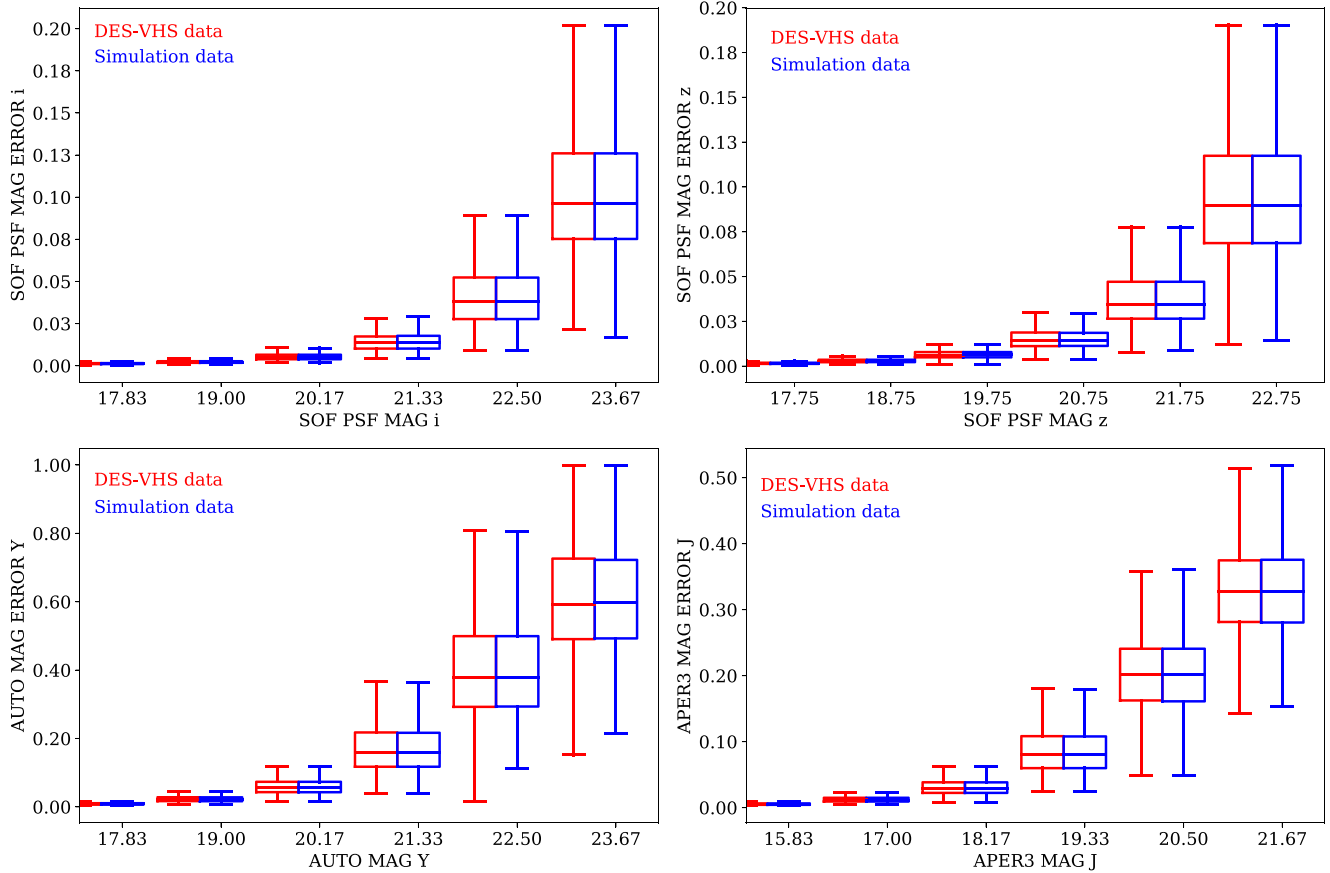 DES-VHS data
Simulation data
SOF PSF MAG ERROR i
0.20
0.18
0.15
0.13
0.10
0.08
0.05
0.03
0.00
17.83 19.00 20.17 21.33 22.50 23.67
SOF PSF MAG i
DES-VHS data
Simulation data
SOF PSF MAG ERROR z
0.20
0.18
0.15
0.13
0.10
0.08
0.05
0.03
0.00
17.75 18.75 19.75 20.75 21.75 22.75
SOF PSF MAG z
DES-VHS data
Simulation data
AUTO MAG ERROR Y
1.00
0.80
0.60
0.40
0.20
0.00
17.83 19.00 20.17 21.33 22.50 23.67
AUTO MAG Y
DES-VHS data
Simulation data
APER3 MAG ERROR J
0.50
0.40
0.30
0.20
0.10
0.00
15.83 17.00 18.17 19.33 20.50 21.67
APER3 MAG J